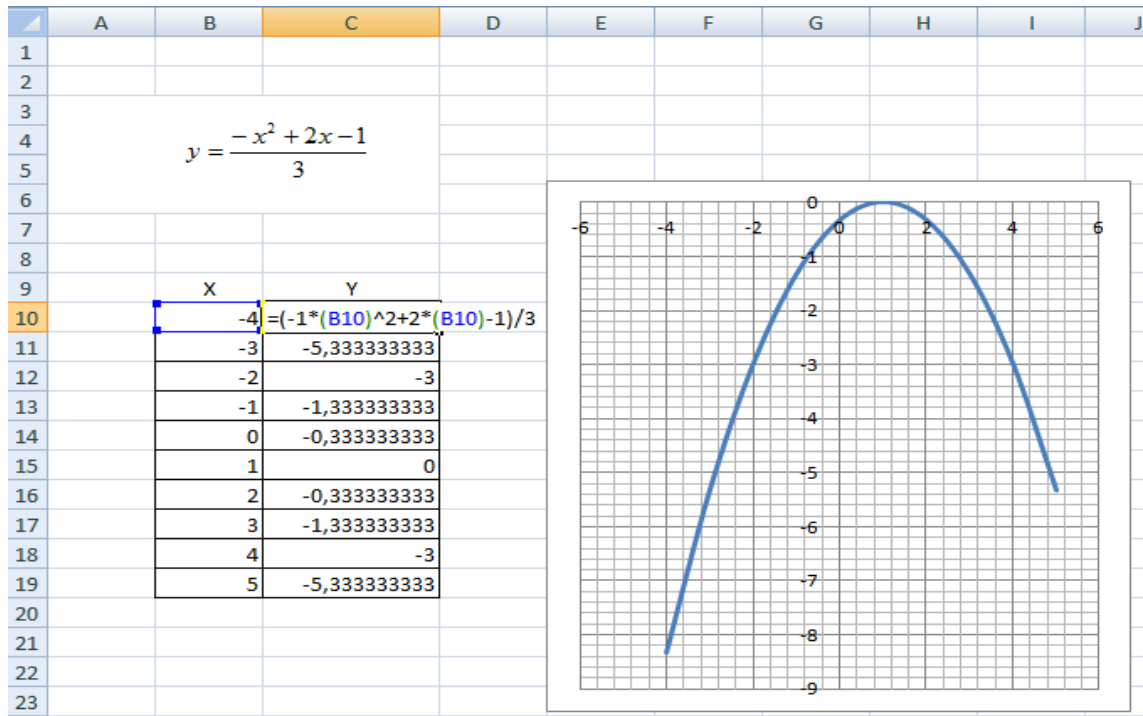 A B C D E F G H I J
1
2
3
4
5
6
7
8
y = (-x² + 2x - 1)/3
9 X Y
10 -4 =(-1*(B10)^2+2*(B10)-1)/3
11 -3 -5,333333333
12 -2 -3
13 -1 -1,333333333
14 0 -0,333333333
15 1 0
16 2 -0,333333333
17 3 -1,333333333
18 4 -3
19 5 -5,333333333
20
21
22
23
0
-6 -4 -2 0 2 4 6
-1
-2
-3
-4
-5
-6
-7
-8
-9